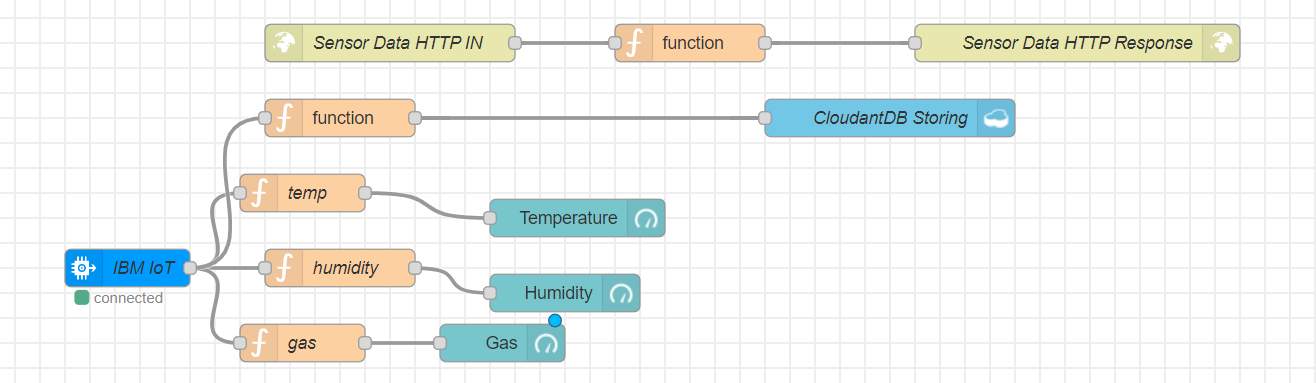 Sensor Data HTTP IN
function
Sensor Data HTTP Response
function
CloudantDB Storing
temp
Temperature
IBM IoT
connected
humidity
Humidity
gas
Gas